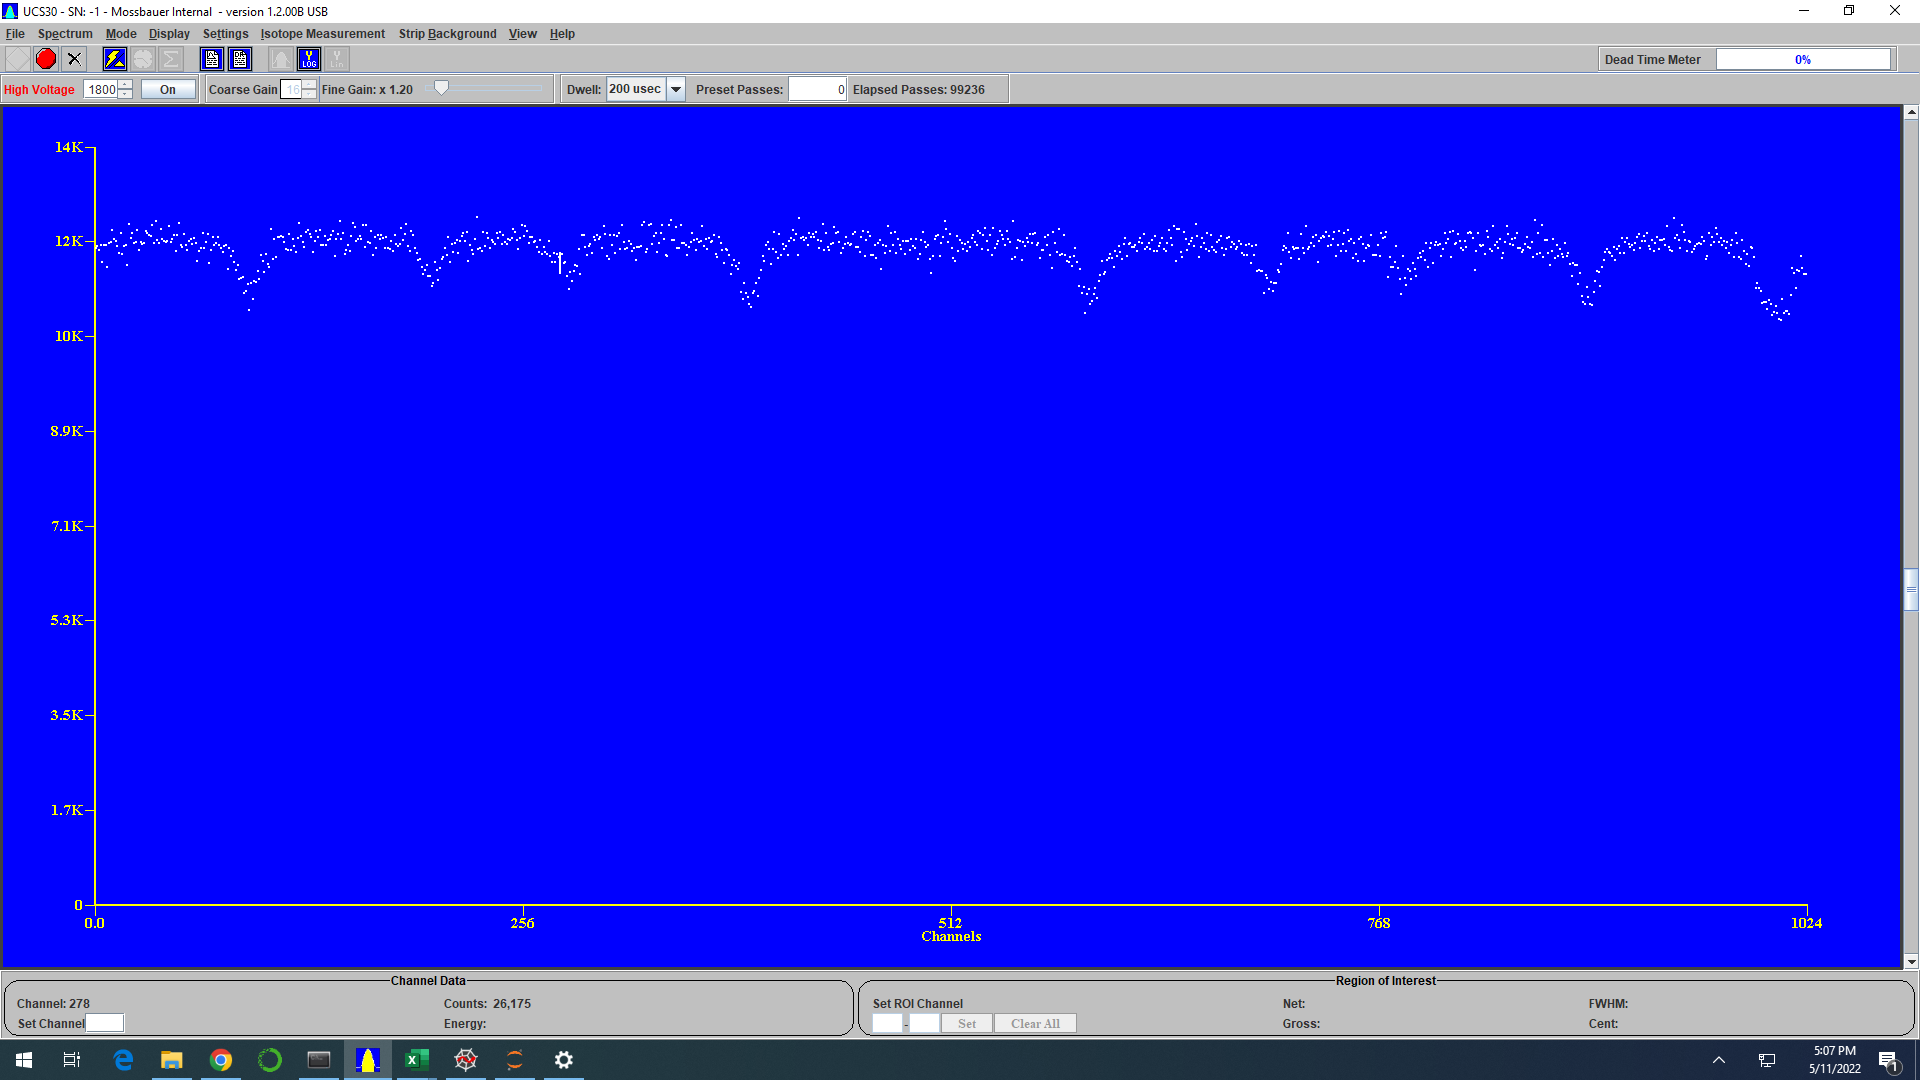 UCS30 - SN: -1 - Mossbauer Internal - version 1.2.00B USB
File Spectrum Mode Display Settings Isotope Measurement Strip Background View Help
Y LOG
Dead Time Meter 0%
High Voltage 1800 On Coarse Gain 16 Fine Gain: x 1.20 Dwell: 200 usec Preset Passes: 0 Elapsed Passes: 99236
14K
12K
10K
8.9K
7.1K
5.3K
3.5K
1.7K
0
0.0 256 512 768 1024
Channels
Channel Data
Channel: 278 Counts: 26,175
Set Channel Energy:
Region of Interest
Set ROI Channel Net: FWHM:
- Set Clear All Gross: Cent:
5:07 PM
5/11/2022
1